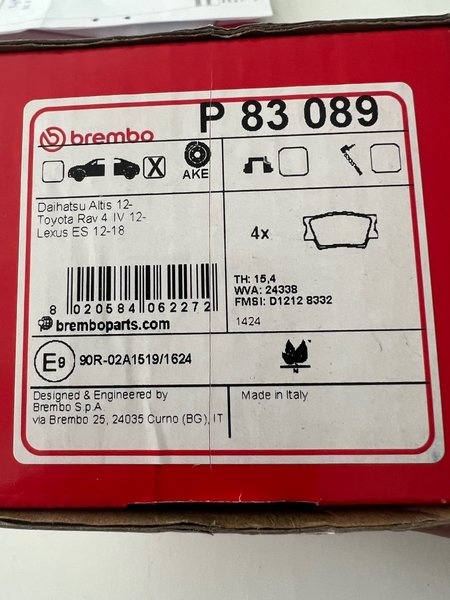 brembo
P 83 089
X
AKE
Daihatsu Altis 12-
Toyota Rav 4 IV 12-
Lexus ES 12-18
4x
8 020584 062272
bremboparts.com
TH: 15,4
WVA: 24338
FMSI: D1212 8332
1424
E9 90R-02A1519/1624
N
Designed & Engineered by
Brembo S.p.A.
via Brembo 25, 24035 Curno (BG), IT
Made in Italy